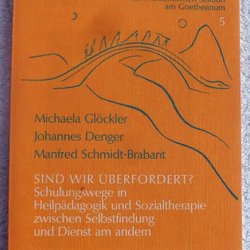 am Goetheanum
5
Michaela Glöckler
Johannes Denger
Manfred Schmidt-Brabant
SIND WIR ÜBERFORDERT?
Schulungswege in
Heilpädagogik und Sozialtherapie
zwischen Selbstfindung
und Dienst am andern